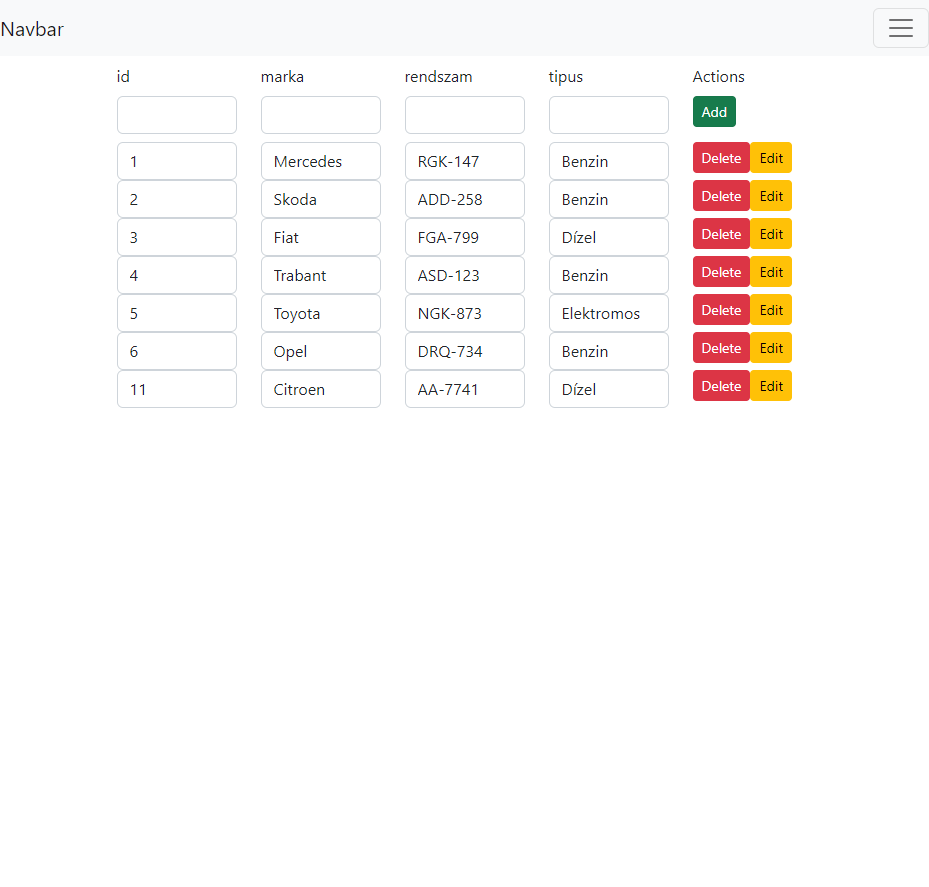 Navbar
id marka rendszam tipus Actions
Add
1 Mercedes RGK-147 Benzin Delete Edit
2 Skoda ADD-258 Benzin Delete Edit
3 Fiat FGA-799 Dízel Delete Edit
4 Trabant ASD-123 Benzin Delete Edit
5 Toyota NGK-873 Elektromos Delete Edit
6 Opel DRQ-734 Benzin Delete Edit
11 Citroen AA-7741 Dízel Delete Edit